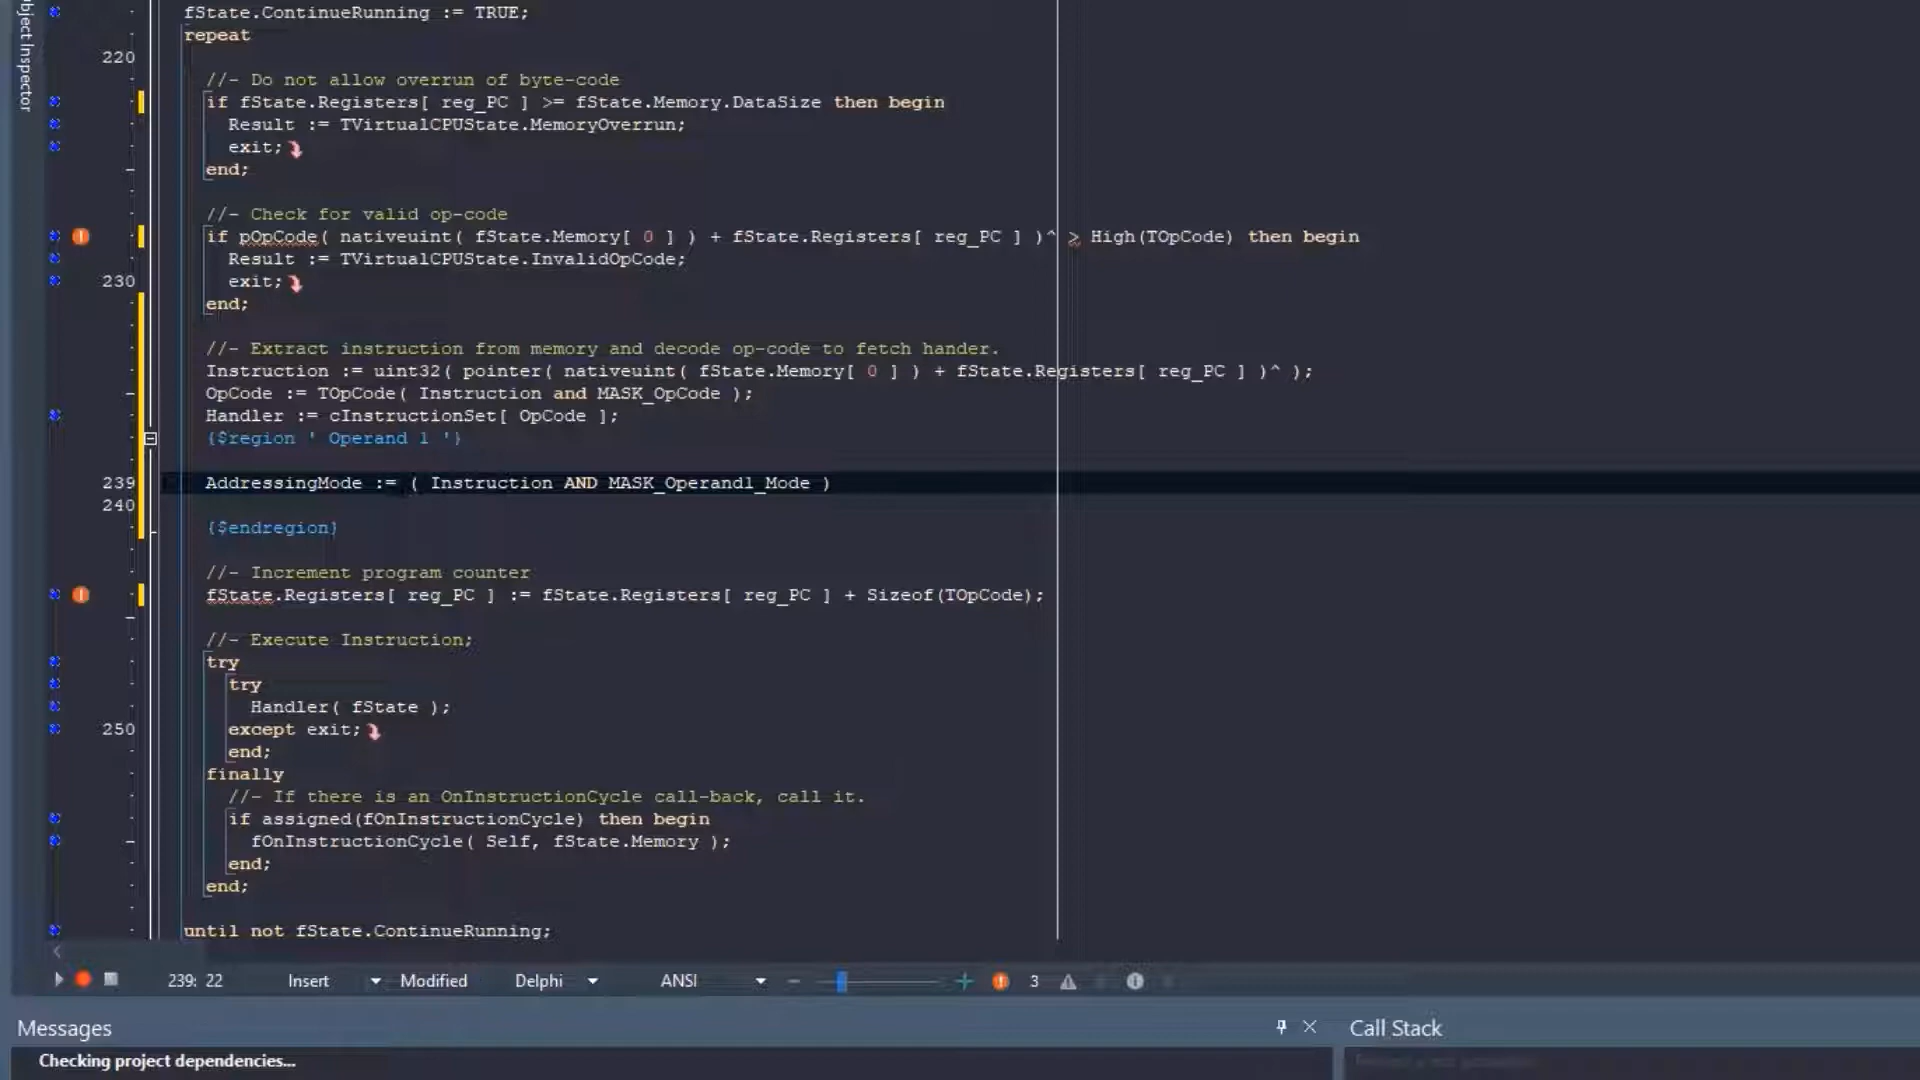 Object Inspector
fState.ContinueRunning := TRUE;
repeat
220
//- Do not allow overrun of byte-code
if fState.Registers[ reg_PC ] >= fState.Memory.DataSize then begin
Result := TVirtualCPUState.MemoryOverrun;
exit;
end;
//- Check for valid op-code
if pOpCode( nativeuint( fState.Memory[ 0 ] ) + fState.Registers[ reg_PC ] )^ > High(TOpCode) then begin
Result := TVirtualCPUState.InvalidOpCode;
230 exit;
end;
//- Extract instruction from memory and decode op-code to fetch hander.
Instruction := uint32( pointer( nativeuint( fState.Memory[ 0 ] ) + fState.Registers[ reg_PC ] )^ );
OpCode := TOpCode( Instruction and MASK_OpCode );
Handler := cInstructionSet[ OpCode ];
{$region ' Operand 1 '}
239 AddressingMode := ( Instruction AND MASK_Operand1_Mode )
240
{$endregion}
//- Increment program counter
fState.Registers[ reg_PC ] := fState.Registers[ reg_PC ] + Sizeof(TOpCode);
//- Execute Instruction;
try
try
Handler( fState );
250 except exit;
end;
finally
//- If there is an OnInstructionCycle call-back, call it.
if assigned(fOnInstructionCycle) then begin
fOnInstructionCycle( Self, fState.Memory );
end;
end;
until not fState.ContinueRunning;
239: 22 Insert Modified Delphi ANSI 3
Messages Call Stack
Checking project dependencies...